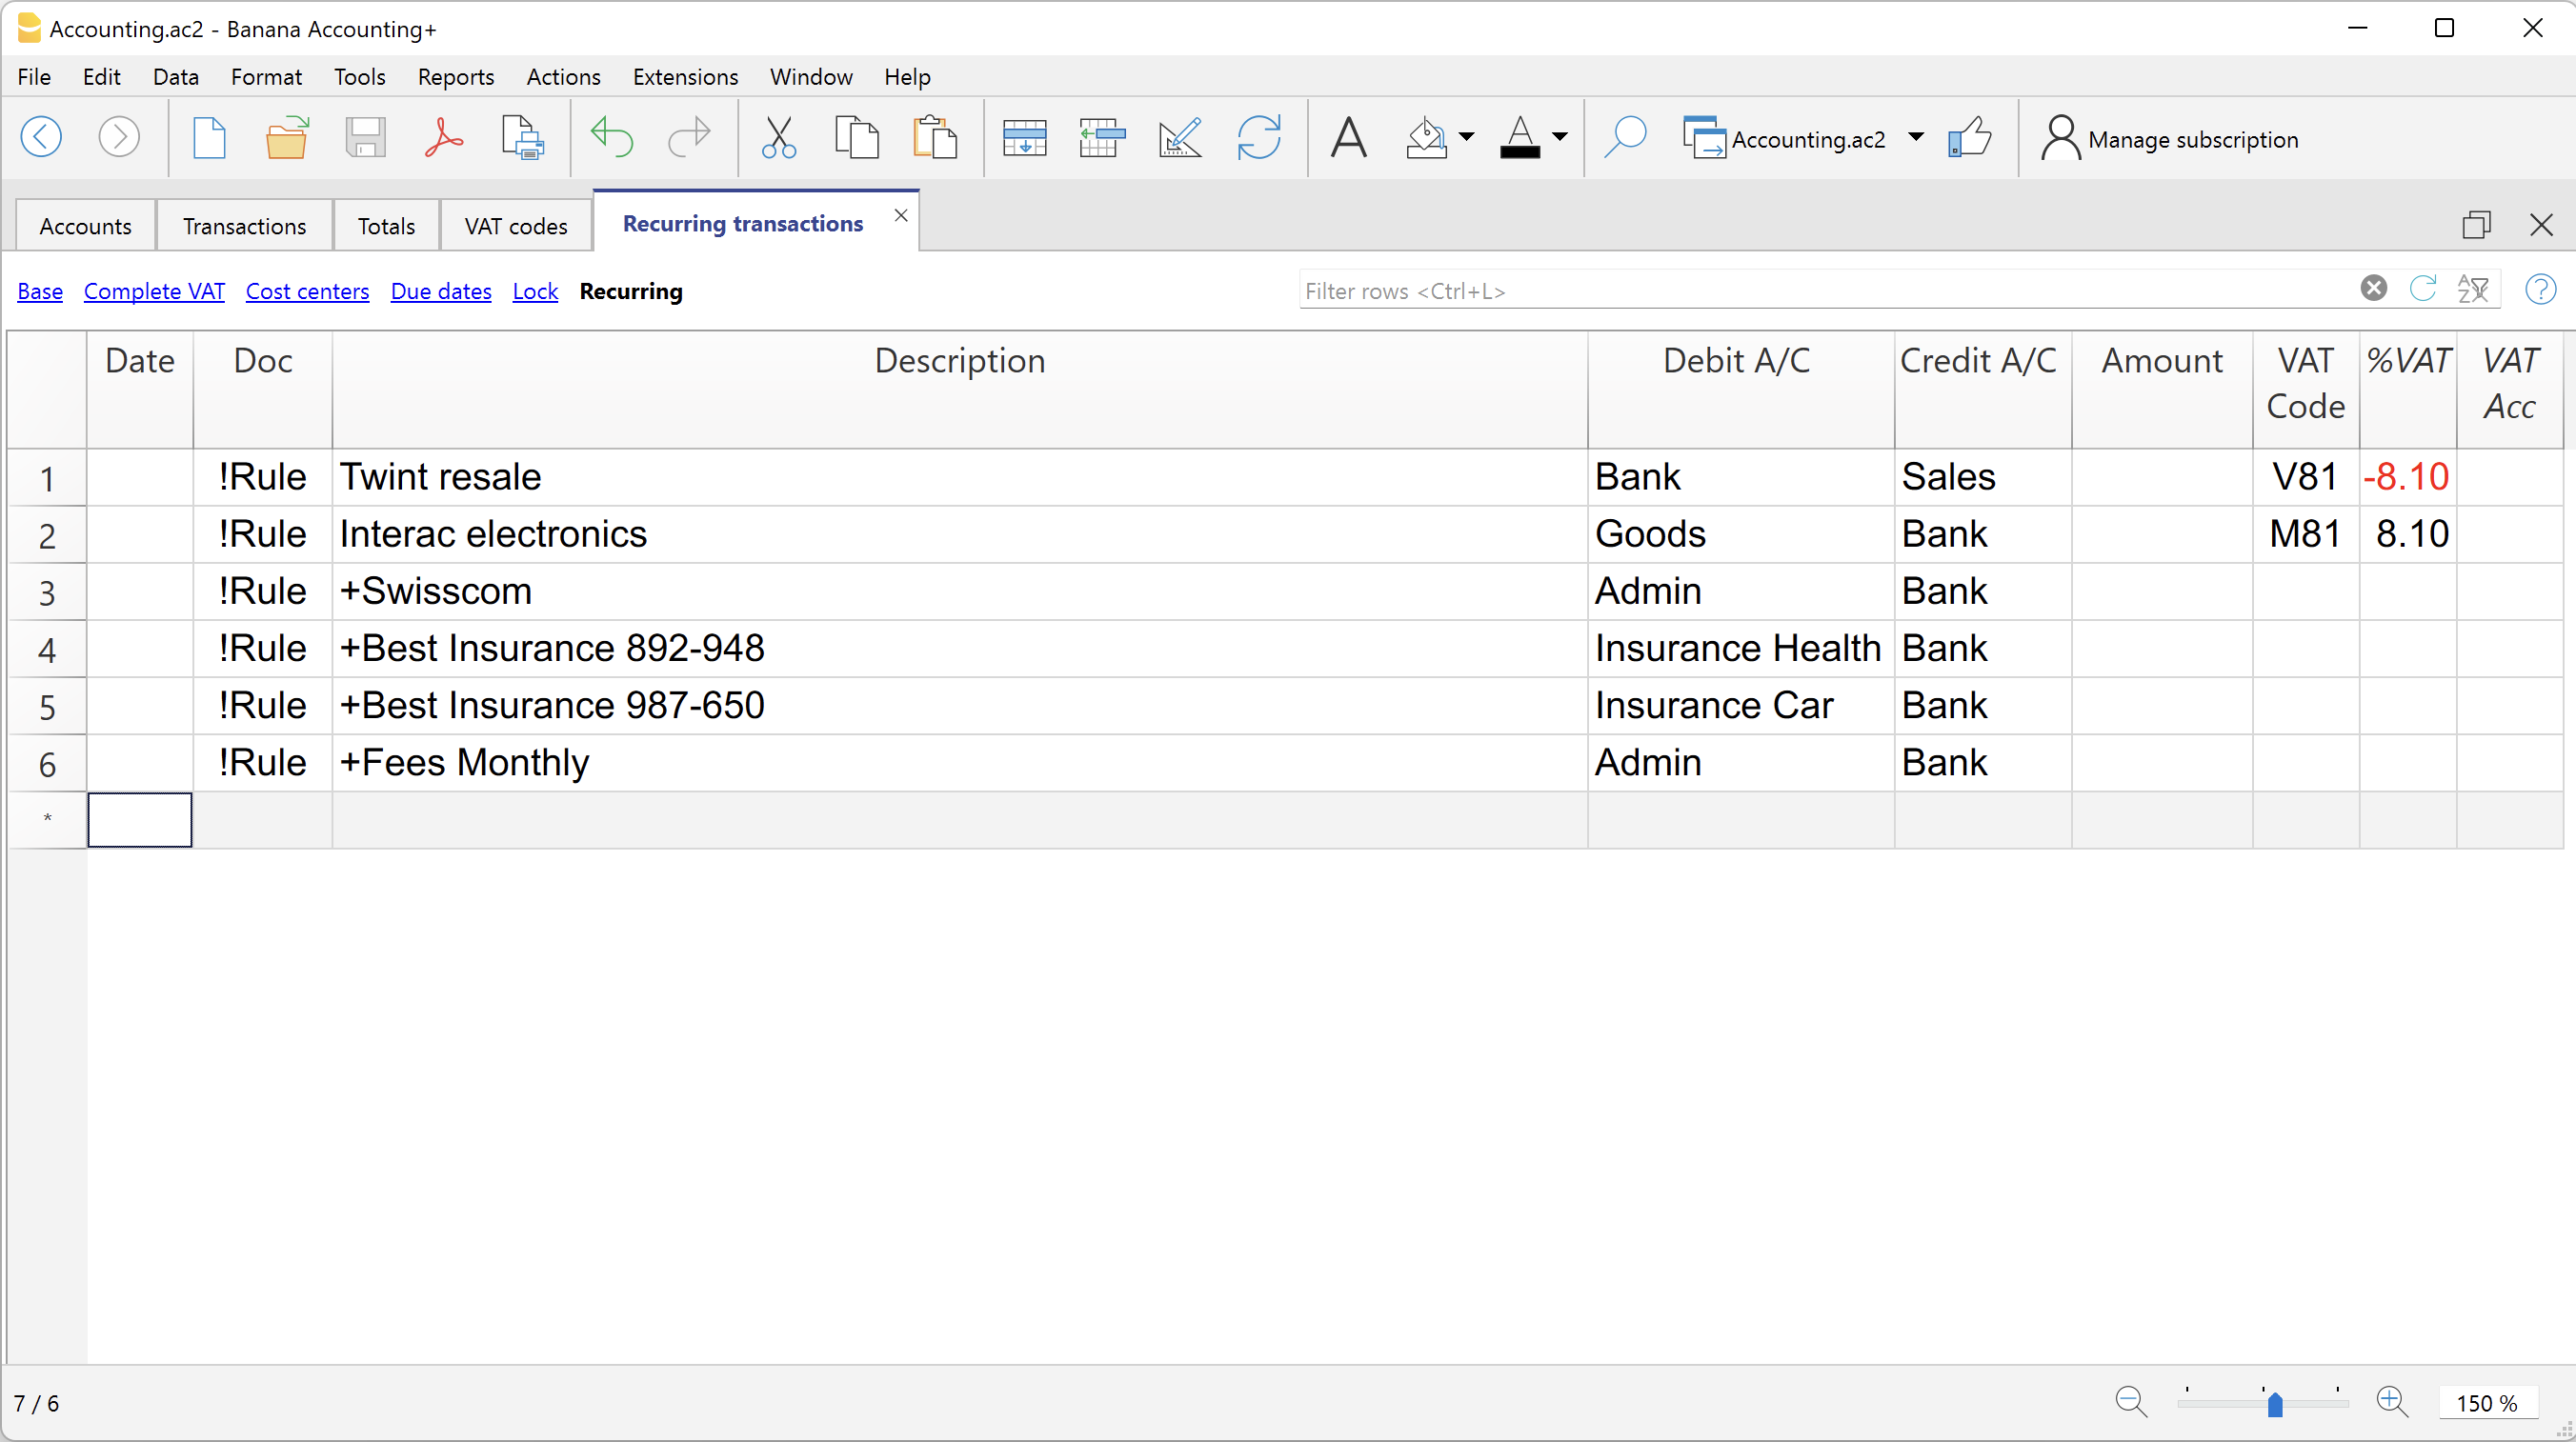 Accounting.ac2 - Banana Accounting+
File Edit Data Format Tools Reports Actions Extensions Window Help
Accounting.ac2 Manage subscription
Accounts Transactions Totals VAT codes Recurring transactions
Base Complete VAT Cost centers Due dates Lock Recurring Filter rows <Ctrl+L>
Date Doc Description Debit A/C Credit A/C Amount VAT Code %VAT VAT Acc
1 !Rule Twint resale Bank Sales V81 -8.10
2 !Rule Interac electronics Goods Bank M81 8.10
3 !Rule +Swisscom Admin Bank
4 !Rule +Best Insurance 892-948 Insurance Health Bank
5 !Rule +Best Insurance 987-650 Insurance Car Bank
6 !Rule +Fees Monthly Admin Bank
*
7 / 6 150 %